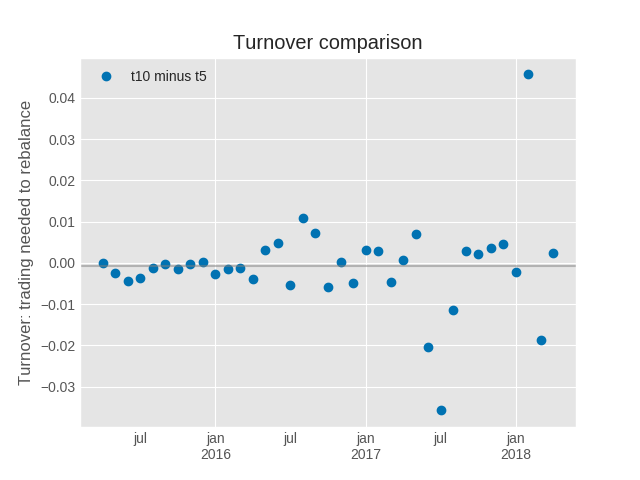 Turnover comparison
t10 minus t5
Turnover: trading needed to rebalance
0.04
0.03
0.02
0.01
0.00
−0.01
−0.02
−0.03
jul
jan
2016
jul
jan
2017
jul
jan
2018